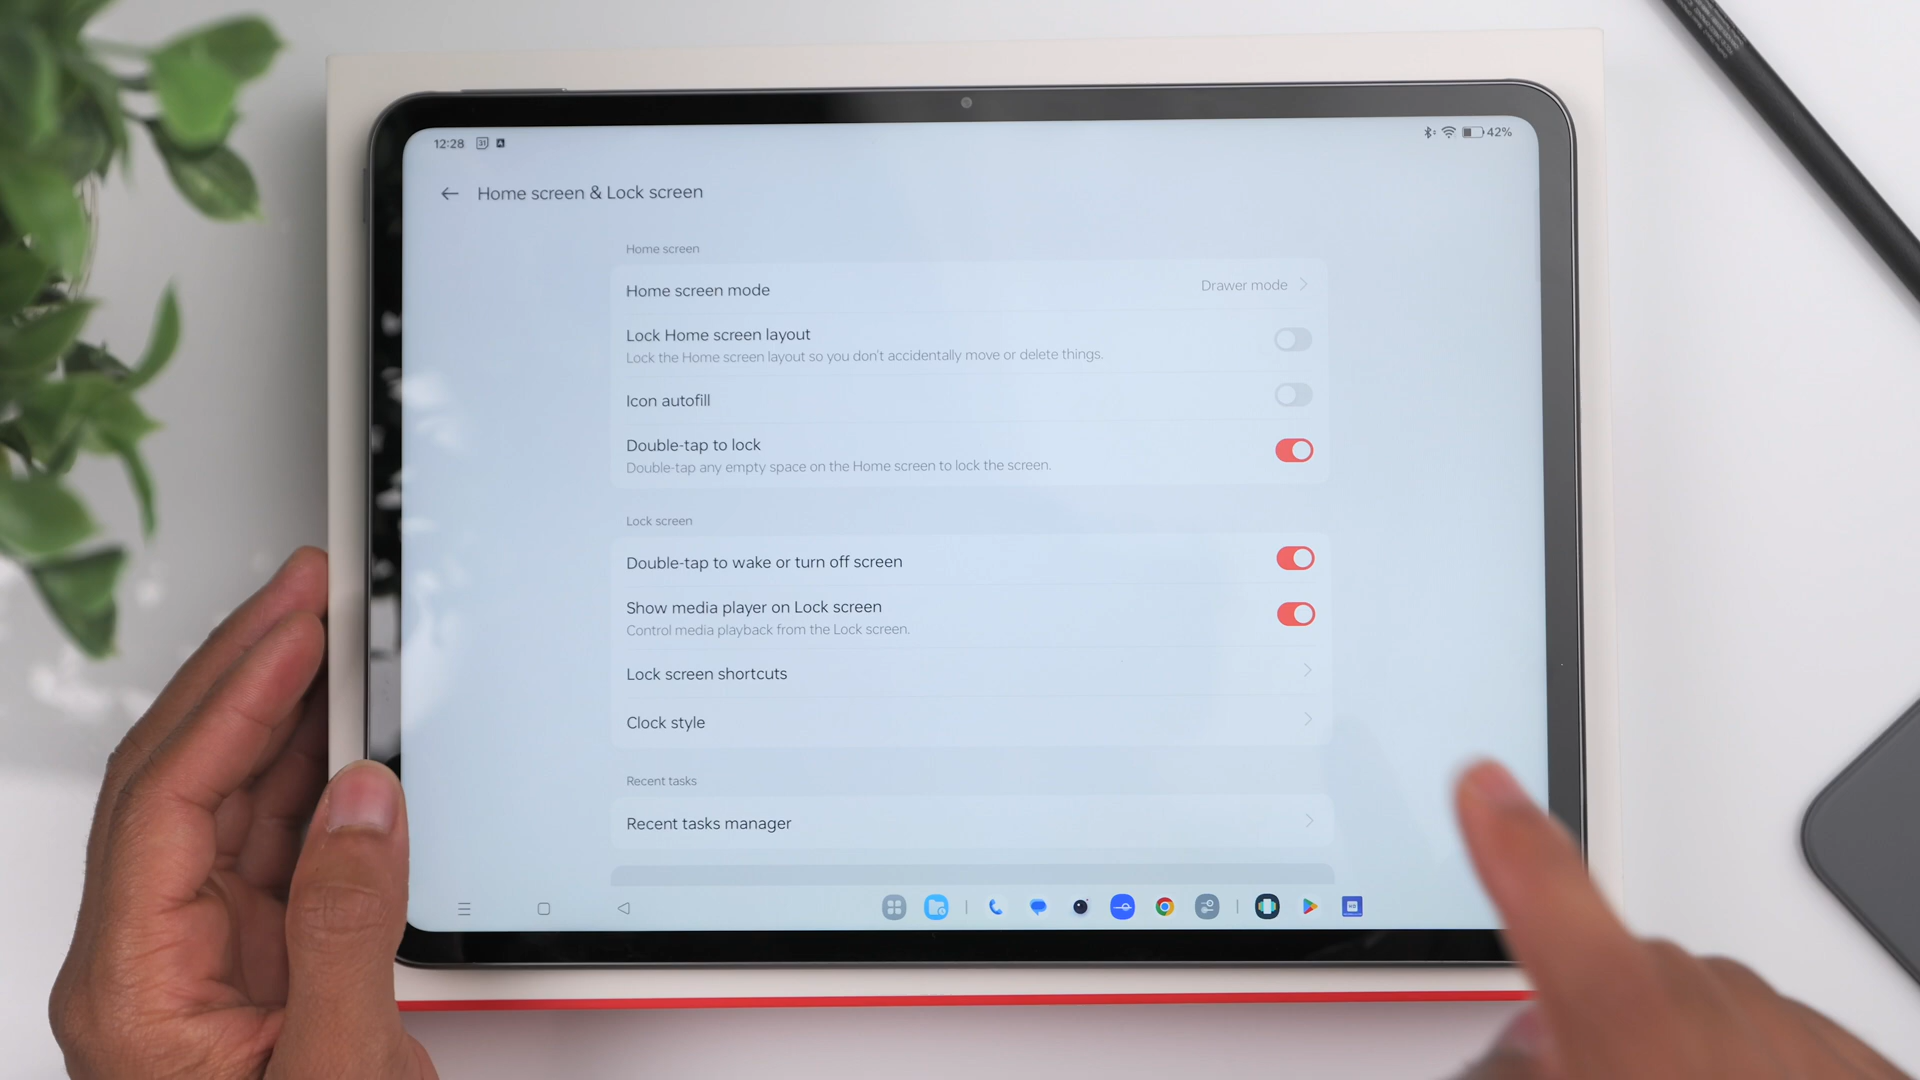 12:28 31 A 42%
Home screen & Lock screen
Home screen
Home screen mode Drawer mode
Lock Home screen layout
Lock the Home screen layout so you don't accidentally move or delete things.
Icon autofill
Double-tap to lock
Double-tap any empty space on the Home screen to lock the screen.
Lock screen
Double-tap to wake or turn off screen
Show media player on Lock screen
Control media playback from the Lock screen.
Lock screen shortcuts
Clock style
Recent tasks
Recent tasks manager